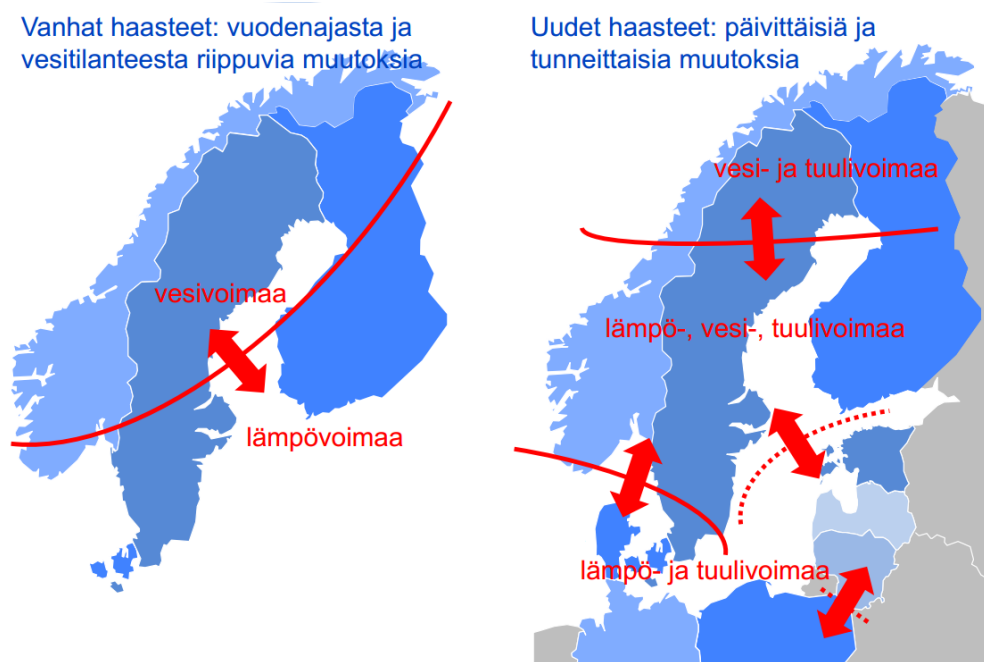 Vanhat haasteet: vuodenajasta ja
vesitilanteesta riippuvia muutoksia
vesivoimaa
lämpövoimaa
Uudet haasteet: päivittäisiä ja
tunneittaisia muutoksia
vesi- ja tuulivoimaa
lämpö-, vesi-, tuulivoimaa
lämpö- ja tuulivoimaa